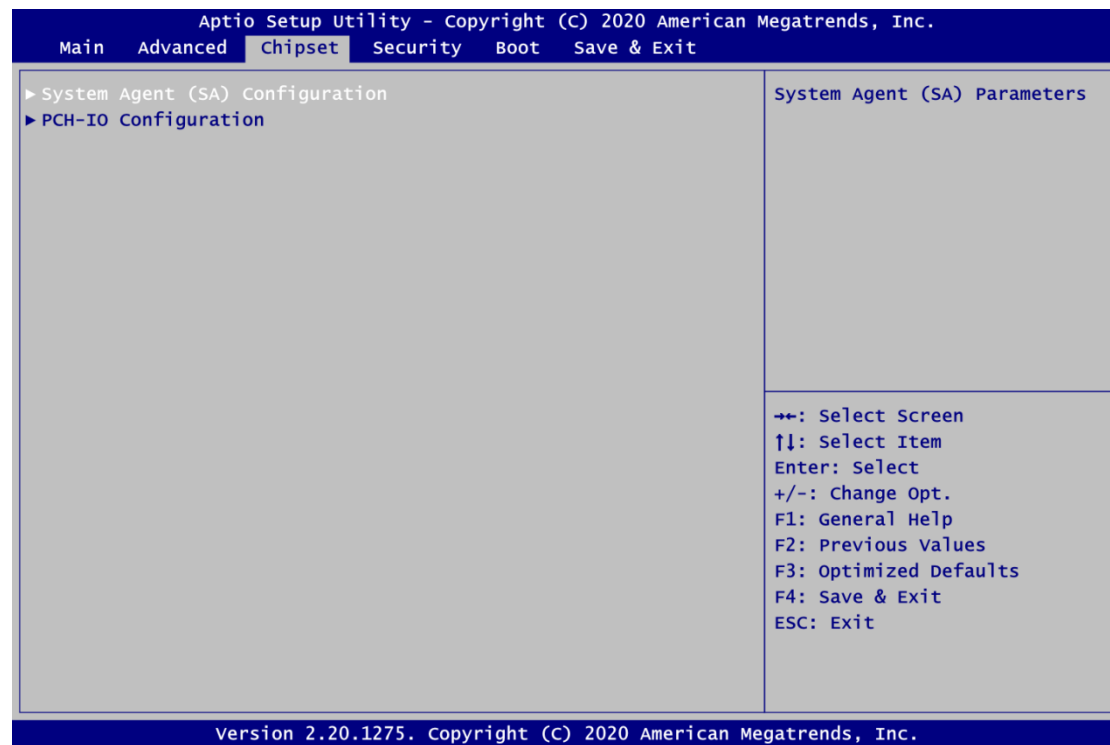 Aptio Setup Utility - Copyright (C) 2020 American Megatrends, Inc.
Main Advanced Chipset Security Boot Save & Exit
► System Agent (SA) Configuration
► PCH-IO Configuration
System Agent (SA) Parameters
→←: Select Screen
↑↓: Select Item
Enter: Select
+/-: Change Opt.
F1: General Help
F2: Previous Values
F3: Optimized Defaults
F4: Save & Exit
ESC: Exit
Version 2.20.1275. Copyright (C) 2020 American Megatrends, Inc.